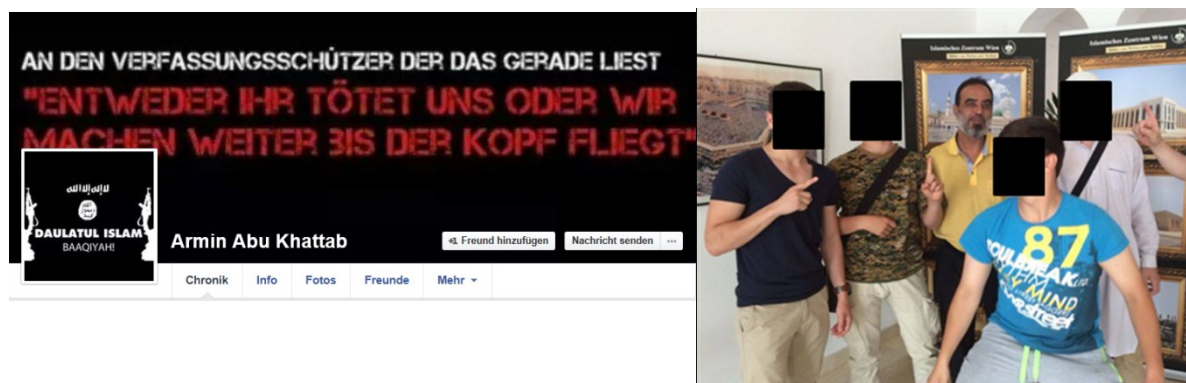 AN DEN VERFASSUNGSSCHÜTZER DER DAS GERADE LIEST
"ENTWEDER IHR TÖTET UNS ODER WIR
MACHEN WEITER BIS DER KOPF FLIEGT"
لا إله إلا الله
DAULATUL ISLAM
BAAQIYAH!
Armin Abu Khattab
Freund hinzufügen
Nachricht senden
Chronik Info Fotos Freunde Mehr
Islamisches Zentrum Wien
Islamisches Zentrum Wien
87
MIND